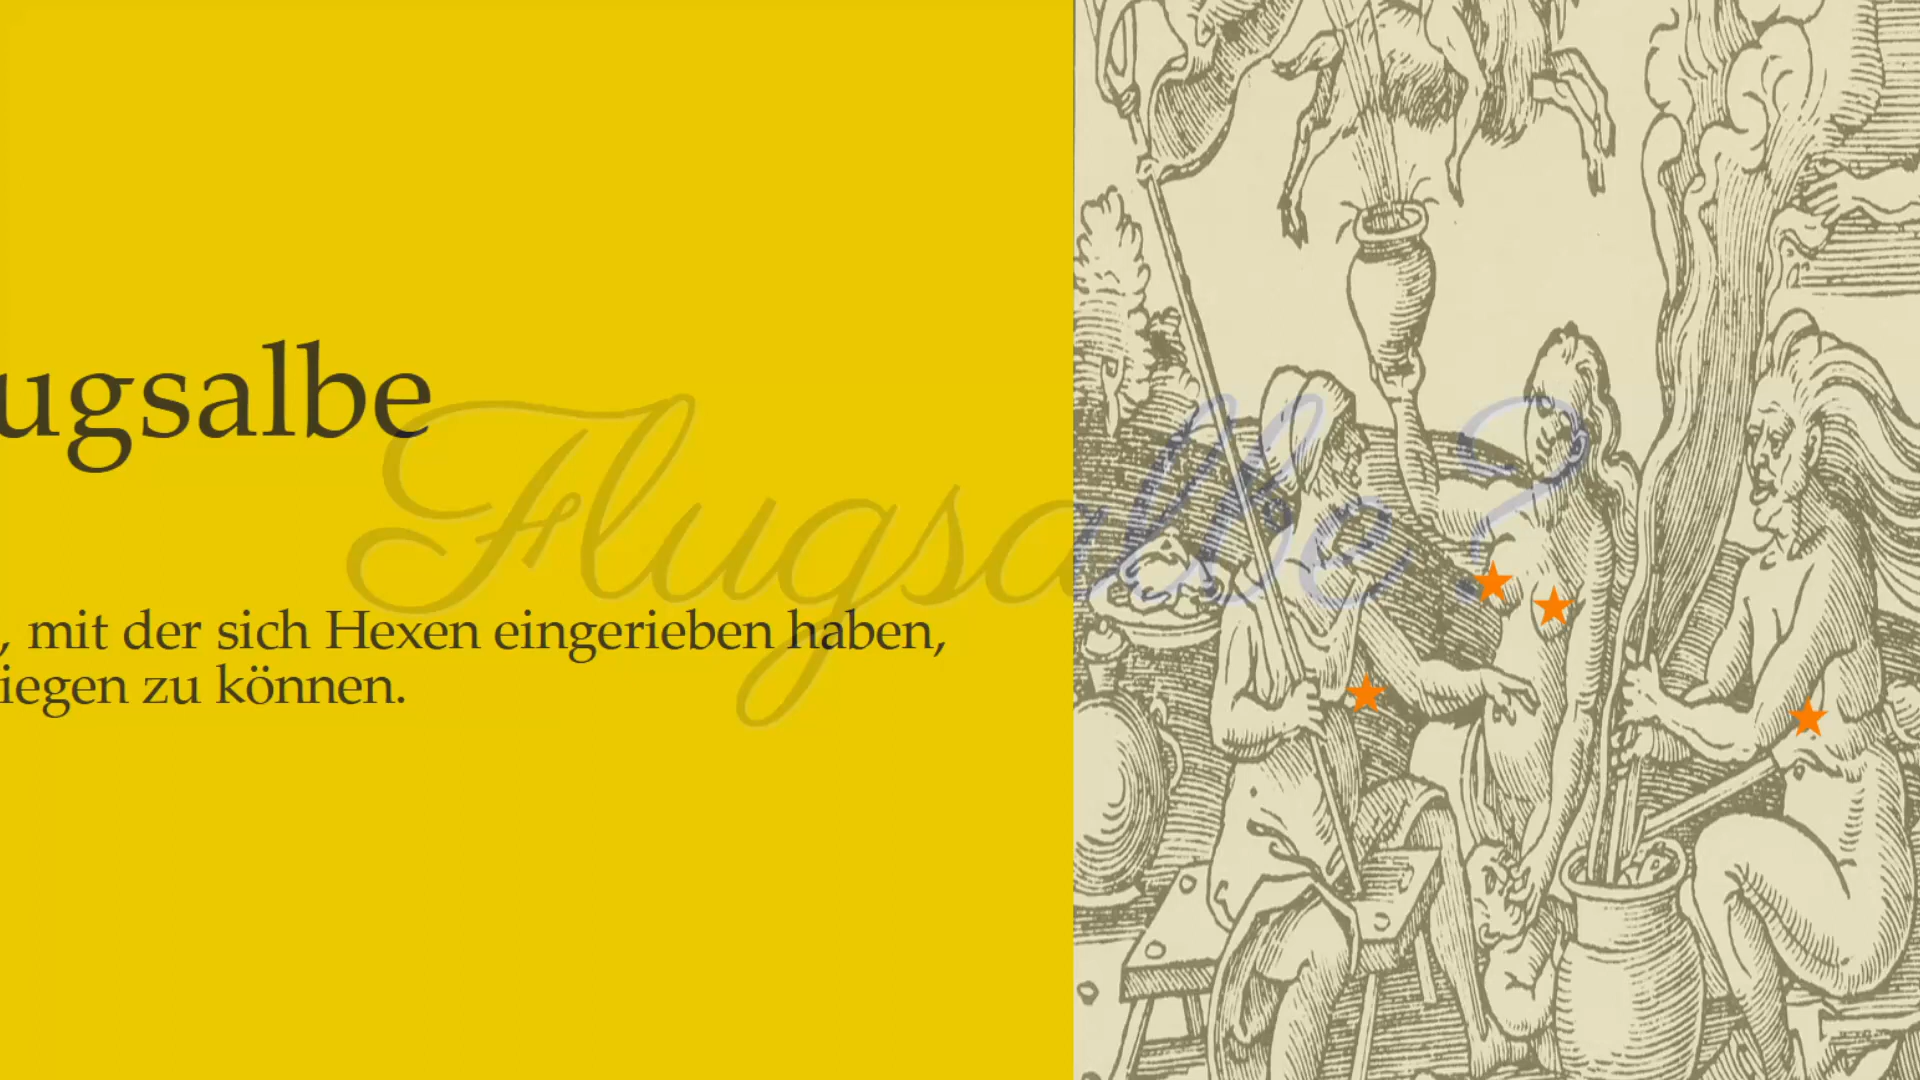 ugsalbe
Flugsalbe?
, mit der sich Hexen eingerieben haben,
iegen zu können.